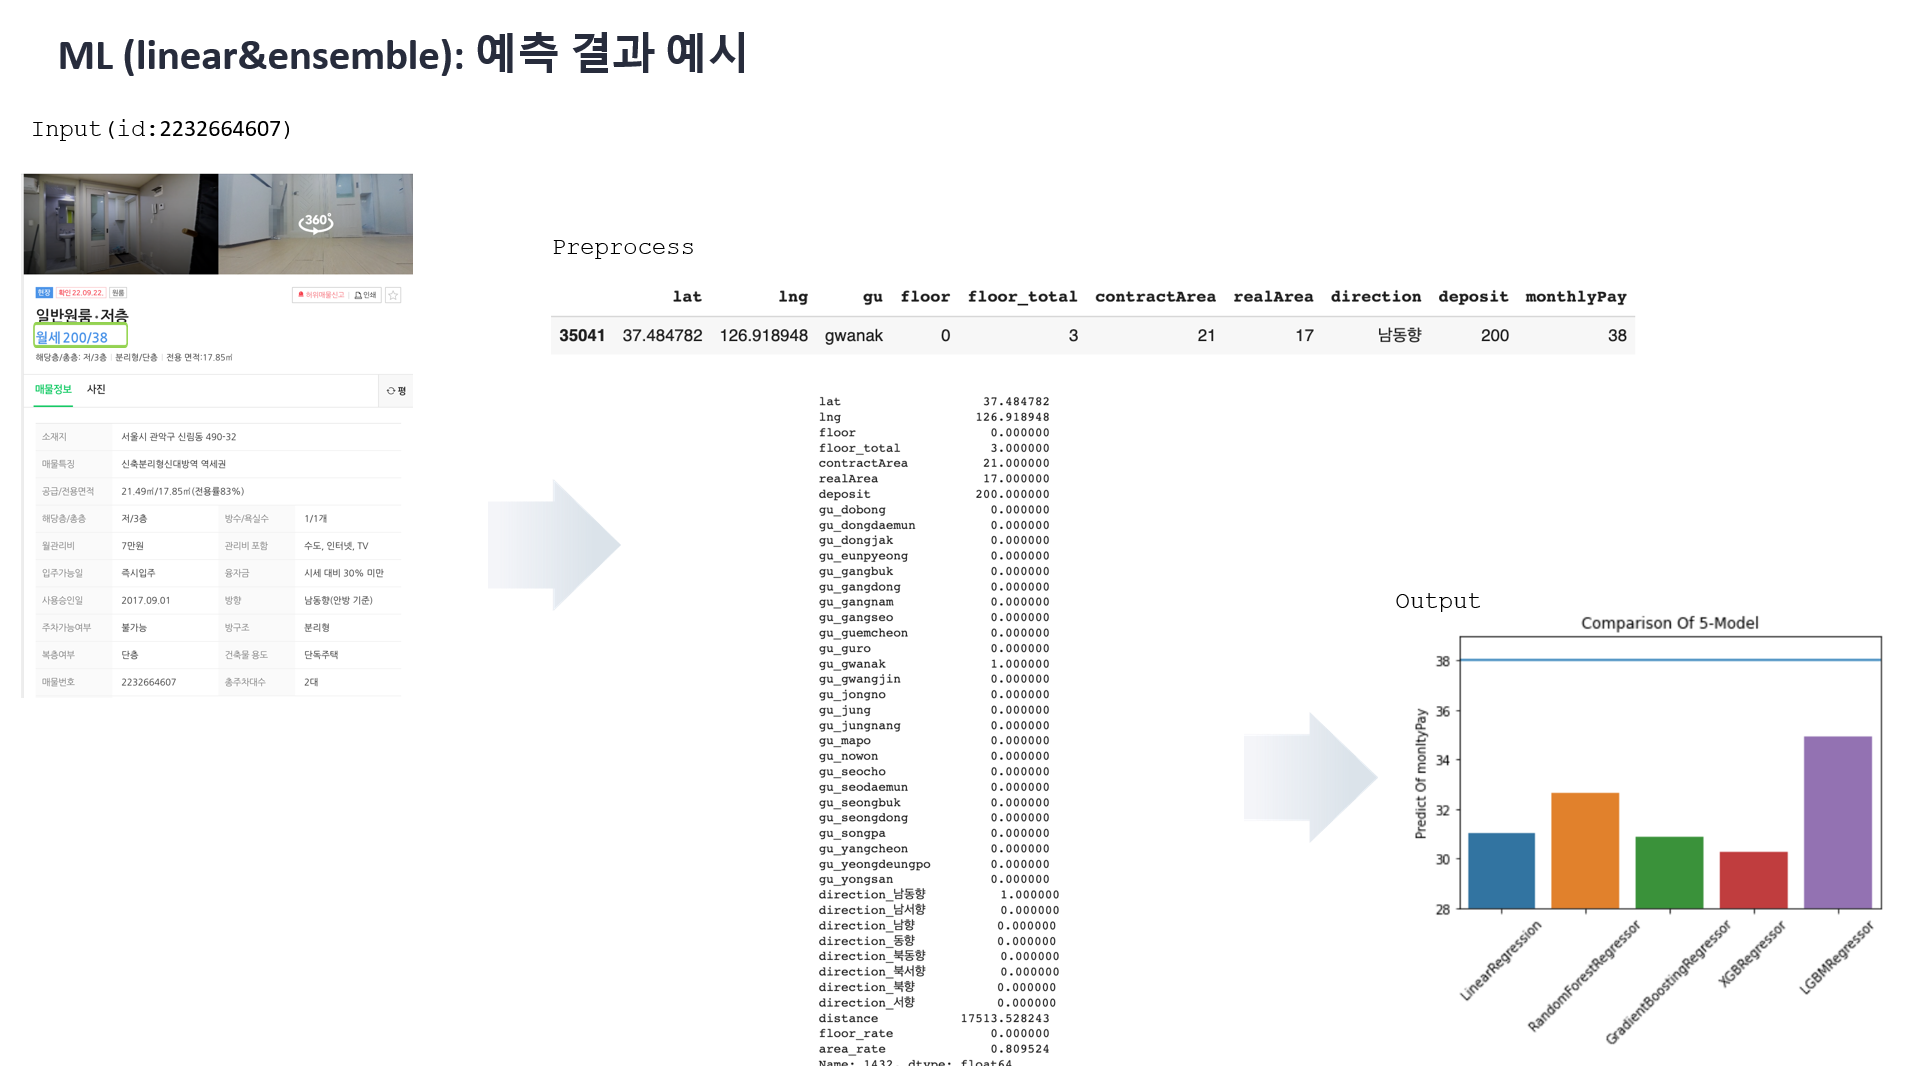 ML (linear&ensemble): 예측 결과 예시
Input(id:2232664607)
360°
현장 확인 22.09.22. 원룸
허위매물신고 인쇄
일반원룸·저층
월세 200/38
해당층/총층: 저/3층 분리형/단층 전용 면적:17.85㎡
매물정보 사진 평
소재지 서울시 관악구 신림동 490-32
매물특징 신축분리형신대방역 역세권
공급/전용면적 21.49㎡/17.85㎡(전용률83%)
해당층/총층 저/3층 방수/욕실수 1/1개
월관리비 7만원 관리비 포함 수도, 인터넷, TV
입주가능일 즉시입주 융자금 시세 대비 30% 미만
사용승인일 2017.09.01 방향 남동향(안방 기준)
주차가능여부 불가능 방구조 분리형
복층여부 단층 건축물 용도 단독주택
매물번호 2232664607 총주차대수 2대
Preprocess
lat lng gu floor floor_total contractArea realArea direction deposit monthlyPay
35041 37.484782 126.918948 gwanak 0 3 21 17 남동향 200 38
lat 37.484782
lng 126.918948
floor 0.000000
floor_total 3.000000
contractArea 21.000000
realArea 17.000000
deposit 200.000000
gu_dobong 0.000000
gu_dongdaemun 0.000000
gu_dongjak 0.000000
gu_eunpyeong 0.000000
gu_gangbuk 0.000000
gu_gangdong 0.000000
gu_gangnam 0.000000
gu_gangseo 0.000000
gu_guemcheon 0.000000
gu_guro 0.000000
gu_gwanak 1.000000
gu_gwangjin 0.000000
gu_jongno 0.000000
gu_jung 0.000000
gu_jungnang 0.000000
gu_mapo 0.000000
gu_nowon 0.000000
gu_seocho 0.000000
gu_seodaemun 0.000000
gu_seongbuk 0.000000
gu_seongdong 0.000000
gu_songpa 0.000000
gu_yangcheon 0.000000
gu_yeongdeungpo 0.000000
gu_yongsan 0.000000
direction_남동향 1.000000
direction_남서향 0.000000
direction_남향 0.000000
direction_동향 0.000000
direction_북동향 0.000000
direction_북서향 0.000000
direction_북향 0.000000
direction_서향 0.000000
distance 17513.528243
floor_rate 0.000000
area_rate 0.809524
Name: 1432, dtype: float64
Output
Comparison Of 5-Model
Predict Of monltyPay
38
36
34
32
30
28
LinearRegression
RandomForestRegressor
GradientBoostingRegressor
XGBRegressor
LGBMRegressor